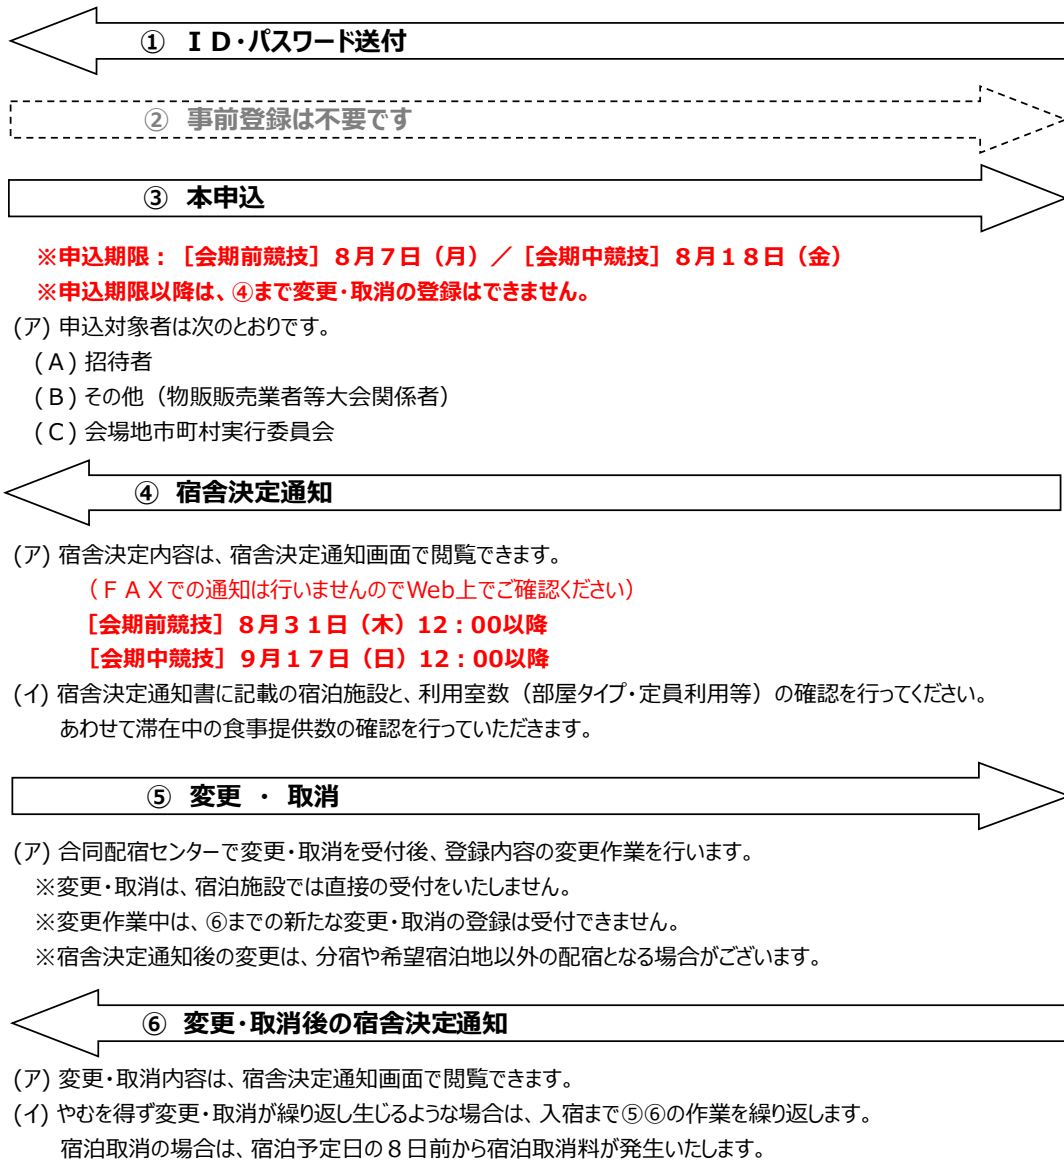 ① ＩＤ・パスワード送付
② 事前登録は不要です
③ 本申込
※申込期限：［会期前競技］８月７日（月）／［会期中競技］８月１８日（金）
※申込期限以降は、④まで変更・取消の登録はできません。
(ア) 申込対象者は次のとおりです。
(Ａ) 招待者
(Ｂ) その他（物販販売業者等大会関係者）
(Ｃ) 会場地市町村実行委員会
④ 宿舎決定通知
(ア) 宿舎決定内容は、宿舎決定通知画面で閲覧できます。
（ＦＡＸでの通知は行いませんのでWeb上でご確認ください）
［会期前競技］８月３１日（木）12：00以降
［会期中競技］９月１７日（日）12：00以降
(イ) 宿舎決定通知書に記載の宿泊施設と、利用室数（部屋タイプ・定員利用等）の確認を行ってください。
あわせて滞在中の食事提供数の確認を行っていただきます。
⑤ 変更 ・ 取消
(ア) 合同配宿センターで変更・取消を受付後、登録内容の変更作業を行います。
※変更・取消は、宿泊施設では直接の受付をいたしません。
※変更作業中は、⑥までの新たな変更・取消の登録は受付できません。
※宿舎決定通知後の変更は、分宿や希望宿泊地以外の配宿となる場合がございます。
⑥ 変更・取消後の宿舎決定通知
(ア) 変更・取消内容は、宿舎決定通知画面で閲覧できます。
(イ) やむを得ず変更・取消が繰り返し生じるような場合は、入宿まで⑤⑥の作業を繰り返します。
宿泊取消の場合は、宿泊予定日の８日前から宿泊取消料が発生いたします。